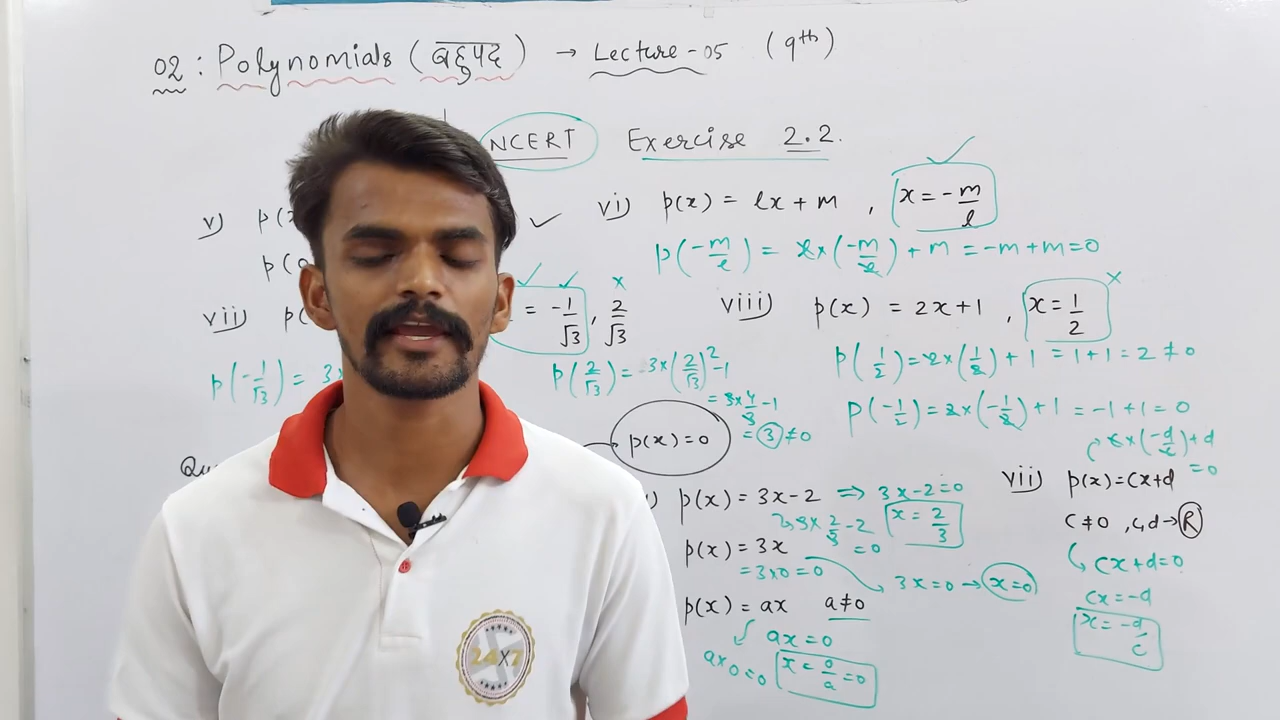 02 : Polynomials (बहुपद) → Lecture-05 (9th)
NCERT Exercise 2.2.
v) p(x ✓
p(0
vi) p(x) = lx + m , x = -m/l ✓
p(-m/l) = l×(-m/l) + m = -m + m = 0
vii) p( = -1/√3, 2/√3 ✓ ✓ ×
p(-1/√3) = 3×
p(2/√3) = 3×(2/√3)² - 1
= 3×4/3 - 1
= 3 ≠ 0
viii) p(x) = 2x+1 , x = 1/2 ×
p(1/2) = 2×(1/2) + 1 = 1 + 1 = 2 ≠ 0
p(-1/2) = 2×(-1/2) + 1 = -1 + 1 = 0
p(x) = 0
) p(x) = 3x-2 ⇒ 3x-2=0
3×2/3 - 2 = 0
x = 2/3
p(x) = 3x
= 3×0 = 0
3x=0 → x=0
p(x) = ax a≠0
ax = 0
a×0=0 x = 0/a = 0
vii) p(x) = cx+d
c≠0 , c,d→R
cx+d=0
cx = -d
x = -d/c
+d
=0
24X7